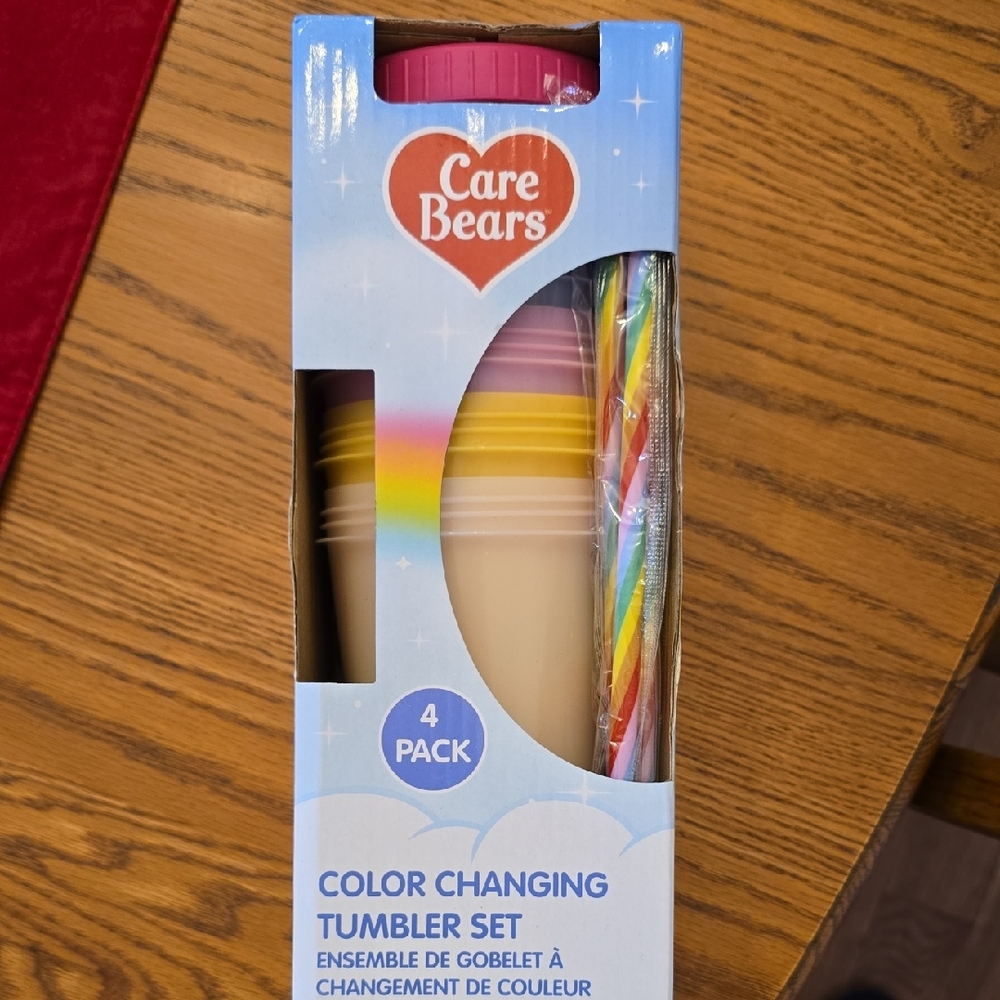 Care
Bears
4
PACK
COLOR CHANGING
TUMBLER SET
ENSEMBLE DE GOBELET À
CHANGEMENT DE COULEUR